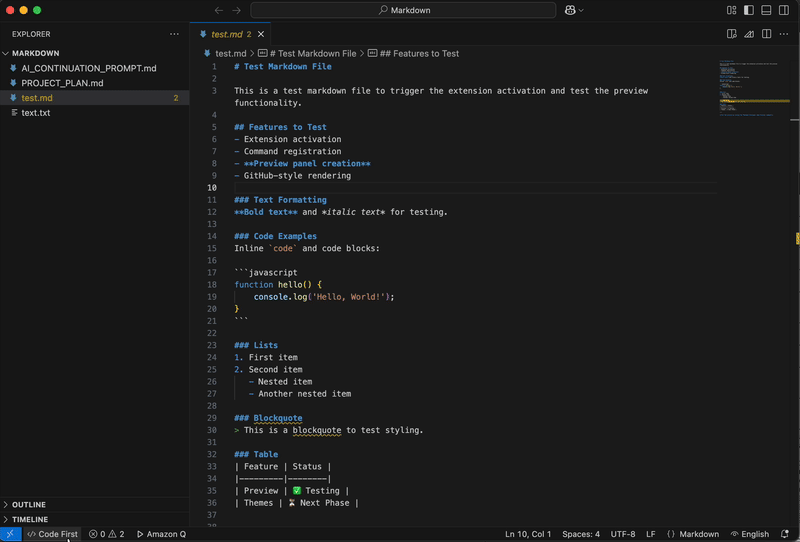 Markdown
EXPLORER
test.md 2
MARKDOWN
AI_CONTINUATION_PROMPT.md
PROJECT_PLAN.md
test.md 2
text.txt
OUTLINE
TIMELINE
test.md > # Test Markdown File > ## Features to Test
1 # Test Markdown File
2
3 This is a test markdown file to trigger the extension activation and test the preview
functionality.
4
5 ## Features to Test
6 - Extension activation
7 - Command registration
8 - **Preview panel creation**
9 - GitHub-style rendering
10
11 ### Text Formatting
12 **Bold text** and *italic text* for testing.
13
14 ### Code Examples
15 Inline `code` and code blocks:
16
17 ```javascript
18 function hello() {
19 console.log('Hello, World!');
20 }
21 ```
22
23 ### Lists
24 1. First item
25 2. Second item
26 - Nested item
27 - Another nested item
28
29 ### Blockquote
30 > This is a blockquote to test styling.
31
32 ### Table
33 | Feature | Status |
34 |---------|--------|
35 | Preview | ✅ Testing |
36 | Themes | ⏳ Next Phase |
37
38
Code First 0 2 Amazon Q Ln 10, Col 1 Spaces: 4 UTF-8 LF {} Markdown English